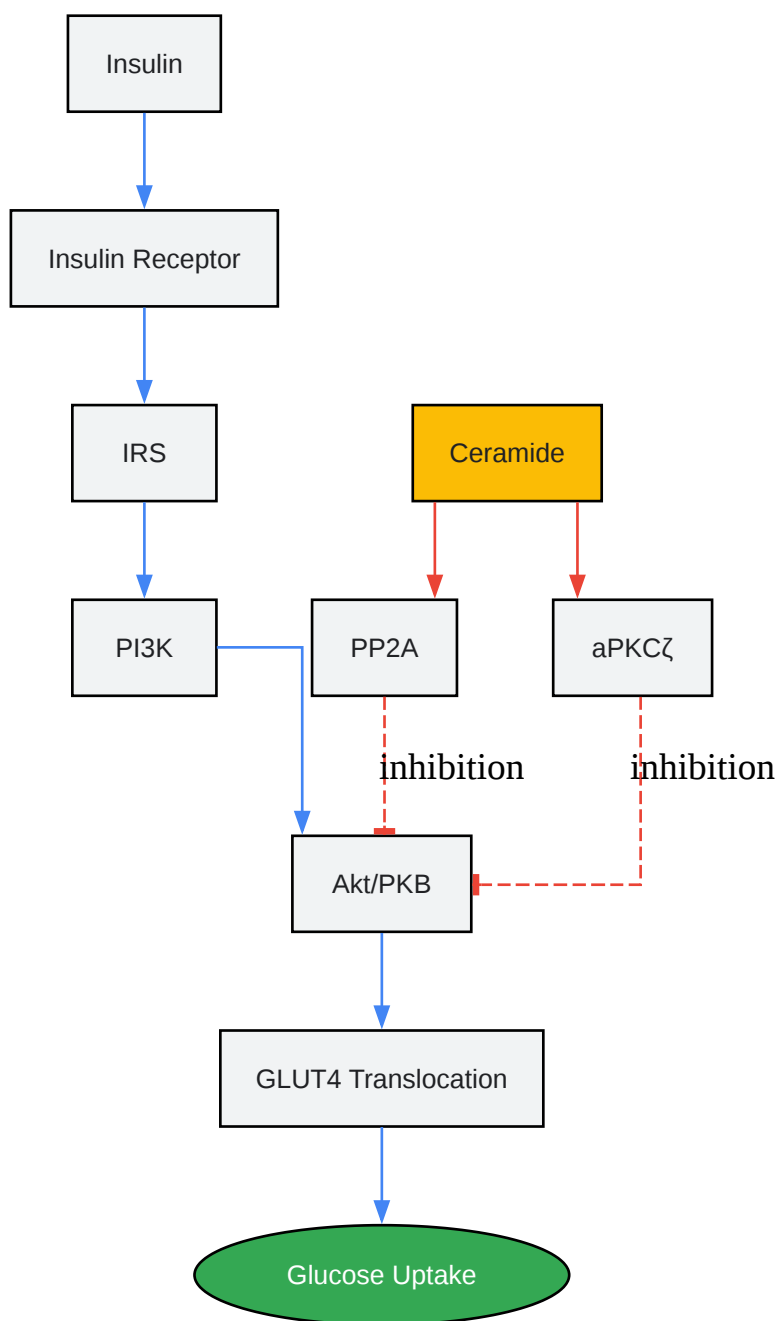 Insulin
Insulin Receptor
IRS
Ceramide
PI3K
PP2A
aPKCζ
inhibition
inhibition
Akt/PKB
GLUT4 Translocation
Glucose Uptake